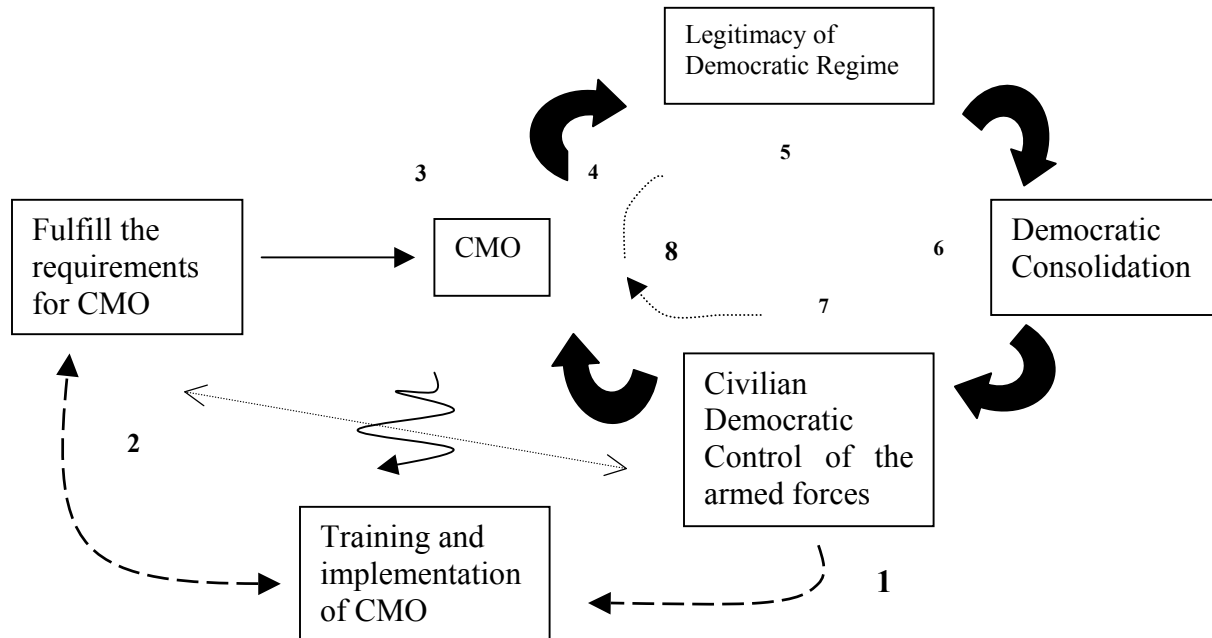 Legitimacy of
Democratic Regime
3
4
5
Fulfill the
requirements
for CMO
CMO
8
6
Democratic
Consolidation
7
Civilian
Democratic
Control of the
armed forces
2
Training and
implementation
of CMO
1